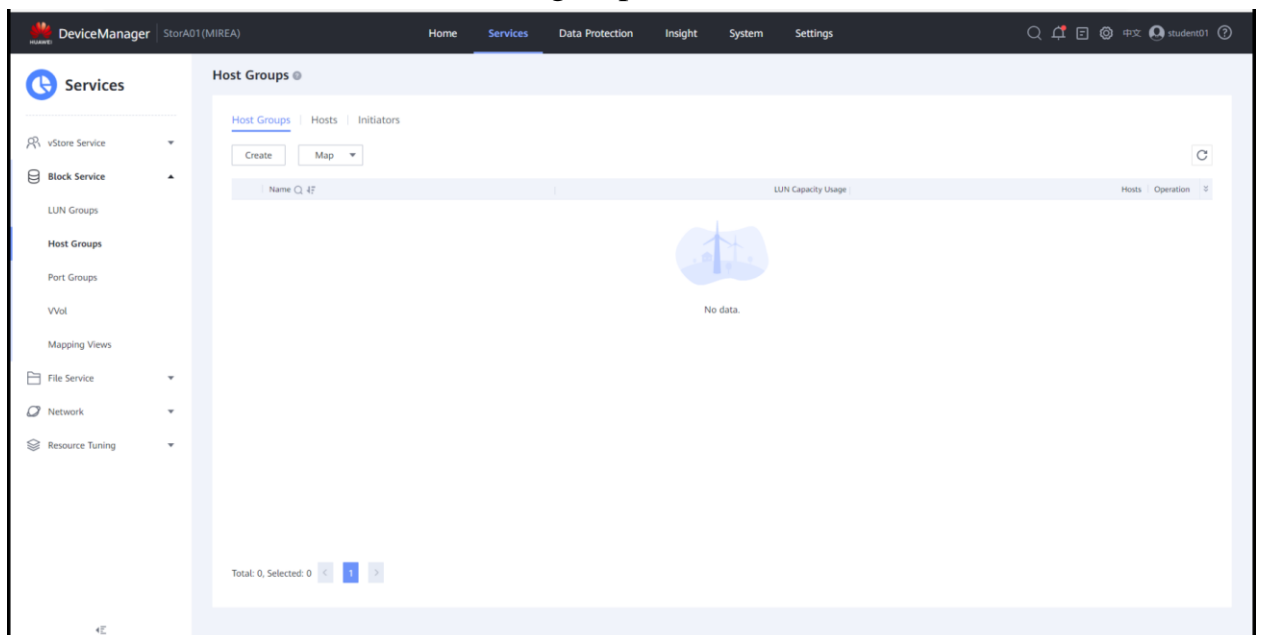 HUAWEI DeviceManager StorA01(MIREA) Home Services Data Protection Insight System Settings 中文 student01
Services
Host Groups
Host Groups Hosts Initiators
vStore Service
Create Map
Block Service
Name LUN Capacity Usage Hosts Operation
LUN Groups
Host Groups
Port Groups
No data.
VVol
Mapping Views
File Service
Network
Resource Tuning
Total: 0, Selected: 0 < 1 >